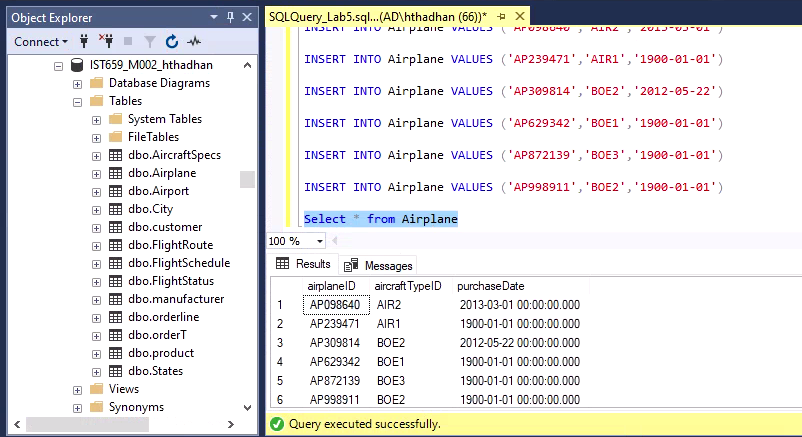 Object Explorer
Connect
IST659_M002_hthadhan
Database Diagrams
Tables
System Tables
FileTables
dbo.AircraftSpecs
dbo.Airplane
dbo.Airport
dbo.City
dbo.customer
dbo.FlightRoute
dbo.FlightSchedule
dbo.FlightStatus
dbo.manufacturer
dbo.orderline
dbo.orderT
dbo.product
dbo.States
Views
Synonyms
SQLQuery_Lab5.sql...(AD\hthadhan (66))*
INSERT INTO Airplane VALUES ('AP098640','AIR2','2013-03-01')
INSERT INTO Airplane VALUES ('AP239471','AIR1','1900-01-01')
INSERT INTO Airplane VALUES ('AP309814','BOE2','2012-05-22')
INSERT INTO Airplane VALUES ('AP629342','BOE1','1900-01-01')
INSERT INTO Airplane VALUES ('AP872139','BOE3','1900-01-01')
INSERT INTO Airplane VALUES ('AP998911','BOE2','1900-01-01')
Select * from Airplane
100 %
Results Messages
airplaneID aircraftTypeID purchaseDate
1 AP098640 AIR2 2013-03-01 00:00:00.000
2 AP239471 AIR1 1900-01-01 00:00:00.000
3 AP309814 BOE2 2012-05-22 00:00:00.000
4 AP629342 BOE1 1900-01-01 00:00:00.000
5 AP872139 BOE3 1900-01-01 00:00:00.000
6 AP998911 BOE2 1900-01-01 00:00:00.000
Query executed successfully.